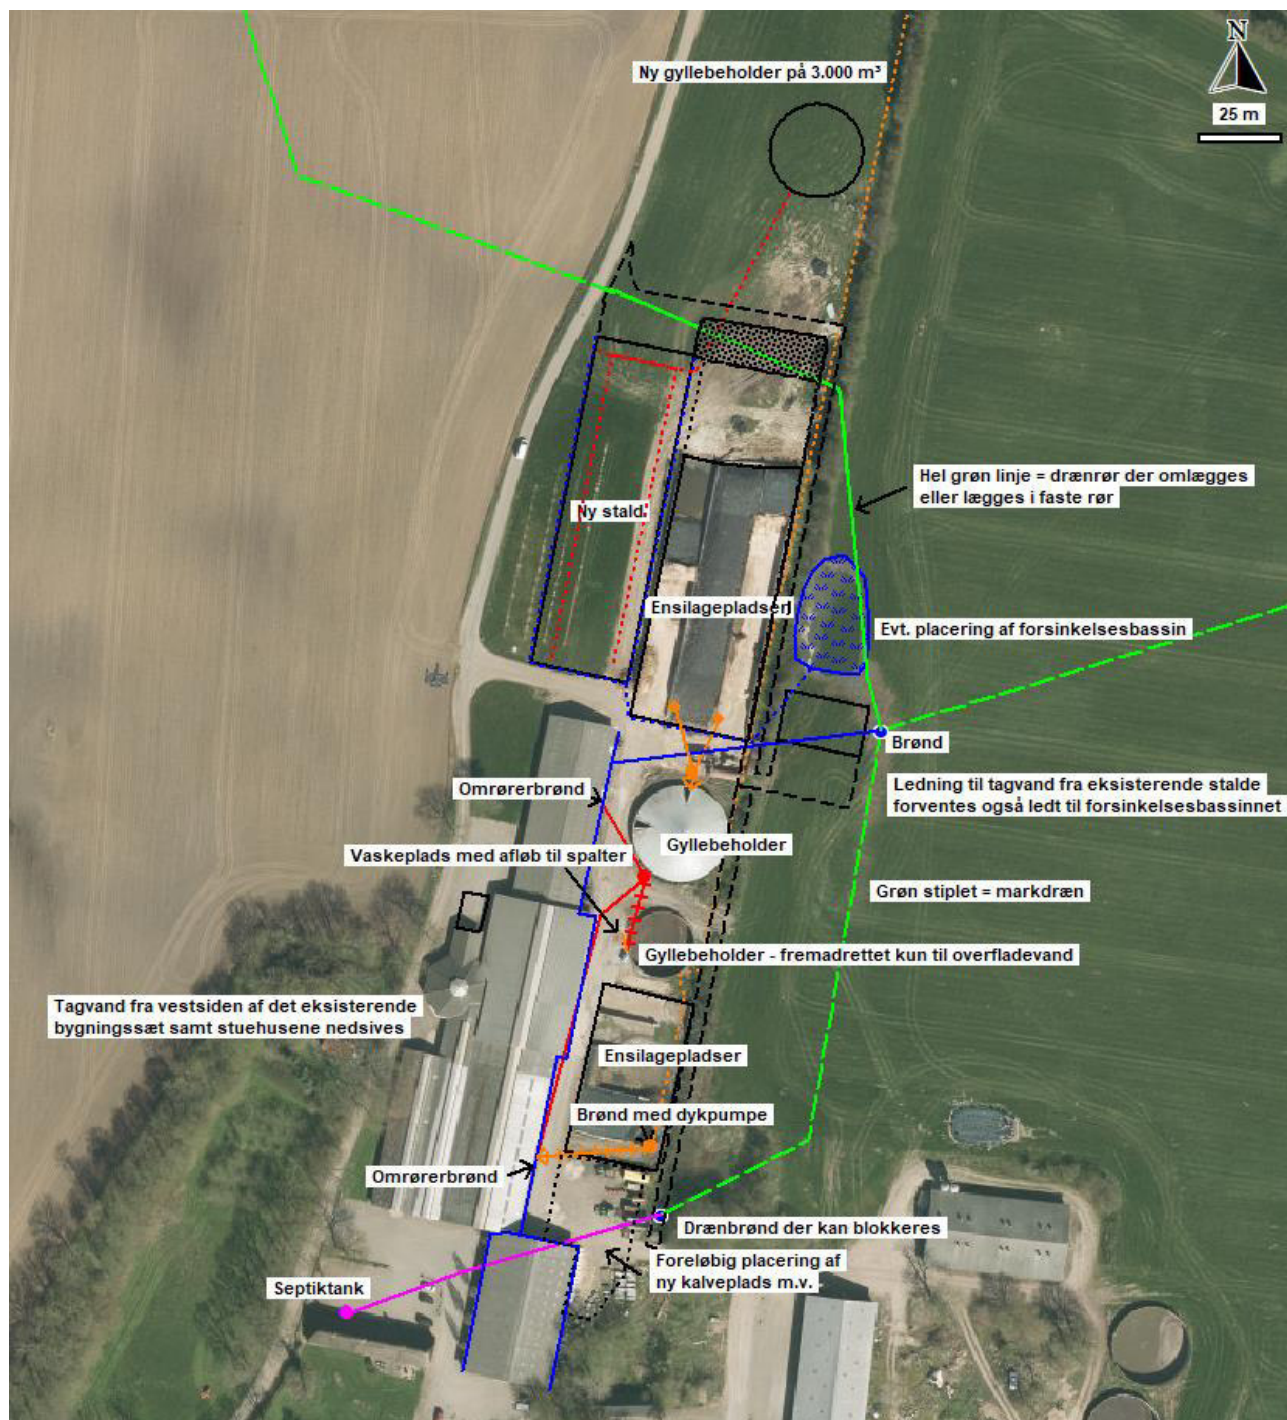 N
Ny gyllebeholder på 3.000 m³
25 m
Hel grøn linje = drænrør der omlægges
eller lægges i faste rør
Ny stald
Ensilagepladser
Evt. placering af forsinkelsesbassin
Brønd
Ledning til tagvand fra eksisterende stalde
forventes også ledt til forsinkelsesbassinnet
Omrørerbrønd
Gyllebeholder
Vaskeplads med afløb til spalter
Grøn stiplet = markdræn
Gyllebeholder - fremadrettet kun til overfladevand
Tagvand fra vestsiden af det eksisterende
bygningssæt samt stuehusene nedsives
Ensilagepladser
Brønd med dykpumpe
Omrørerbrønd
Drænbrønd der kan blokkeres
Foreløbig placering af
ny kalveplads m.v.
Septiktank